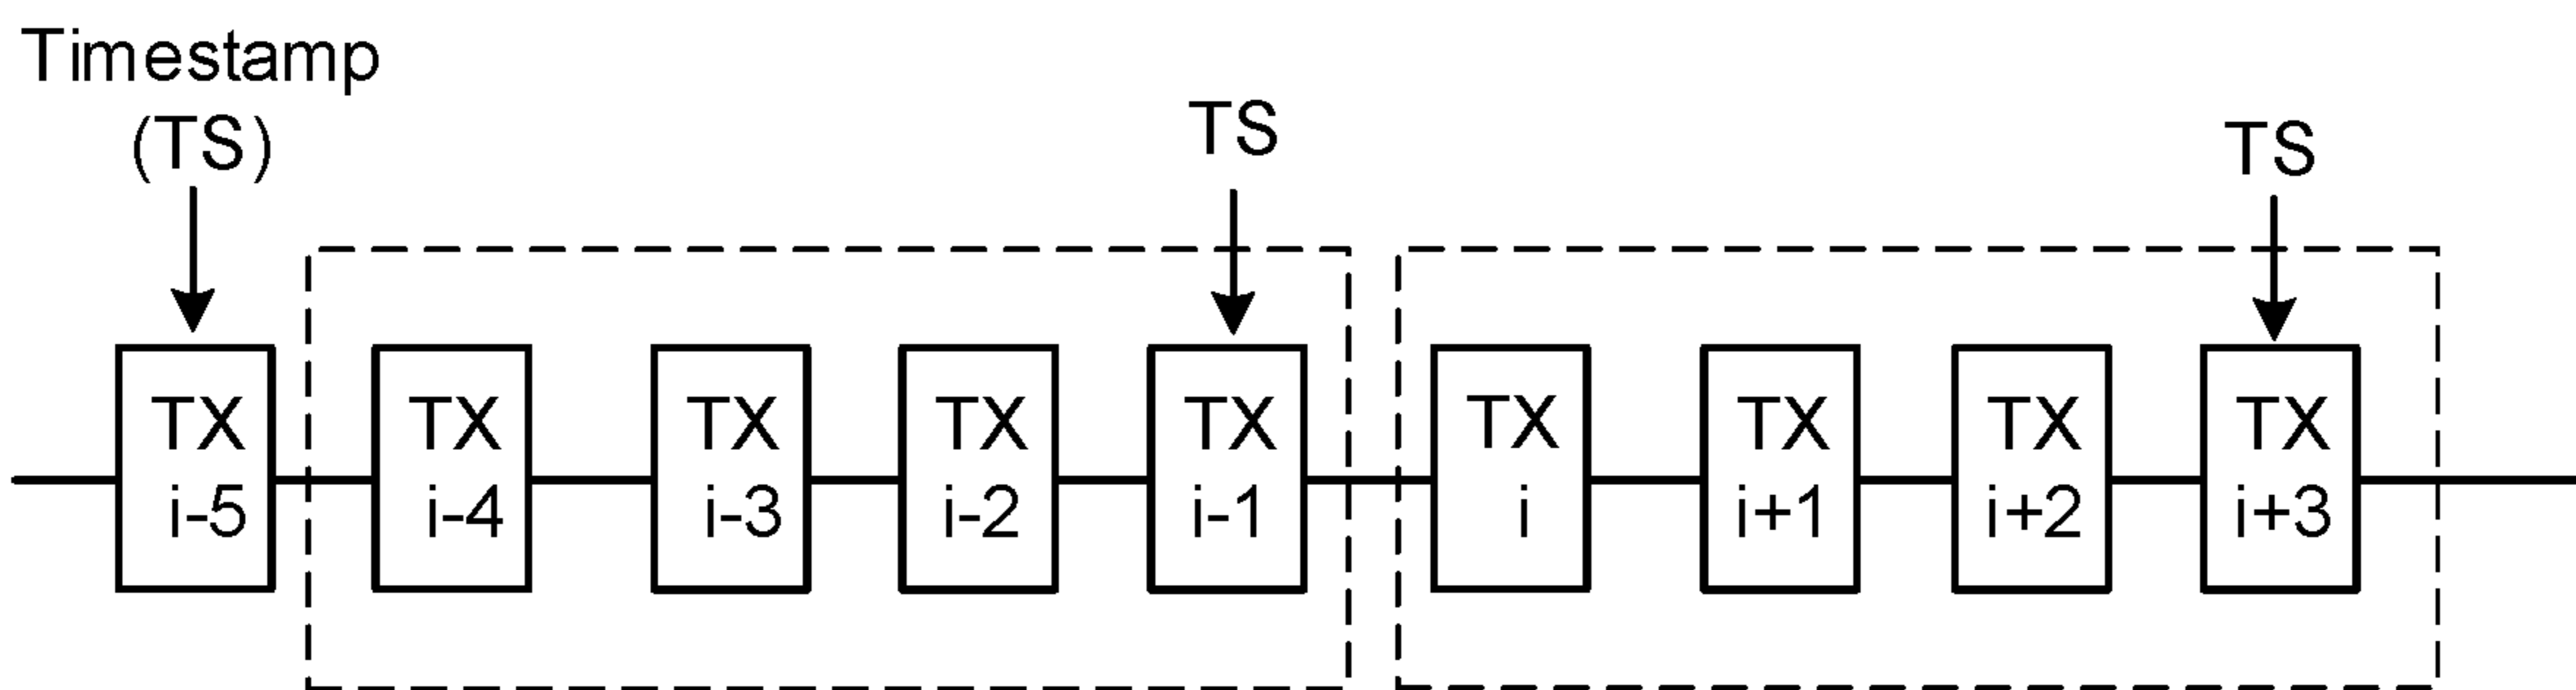 Timestamp
(TS)
TS
TS
TX
i-5
TX
i-4
TX
i-3
TX
i-2
TX
i-1
TX
i
TX
i+1
TX
i+2
TX
i+3